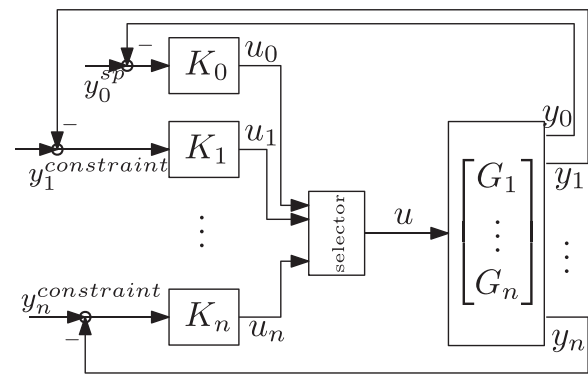 −
y_0^{sp}
K_0
u_0
−
y_1^{constraint}
K_1
u_1
⋮
y_n^{constraint}
−
K_n
u_n
selector
u
y_0
G_1
⋮
G_n
y_1
⋮
y_n